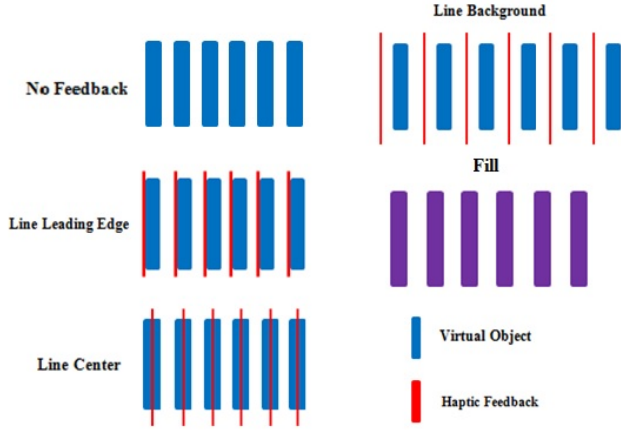 Line Background
No Feedback
Fill
Line Leading Edge
Line Center
Virtual Object
Haptic Feedback